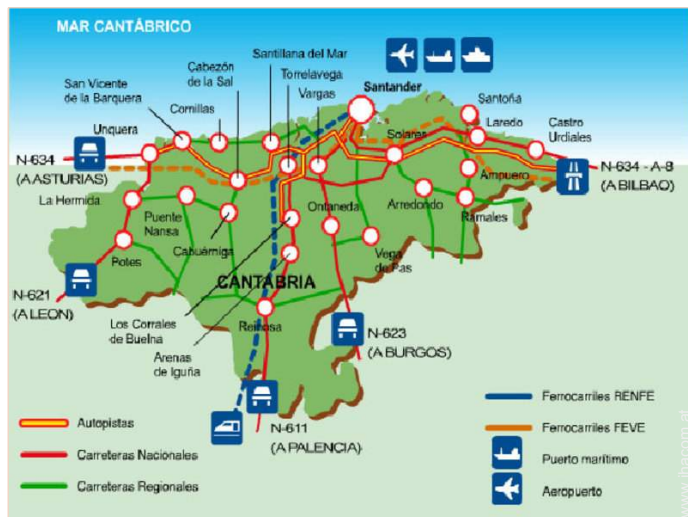 MAR CANTÁBRICO
Santillana del Mar
Cabezón
de la Sal
Torrelavega
Vargas
Santander
San Vicente
de la Barquera
Comillas
Santoña
Laredo
Castro
Urdiales
Unquera
Solares
N-634
(A ASTURIAS)
N-634 - A-8
(A BILBAO)
La Hermida
Puente
Nansa
Cabuérniga
Ontaneda
Arredondo
Ampuero
Ramales
Potes
Vega
de Pas
CANTABRIA
N-621
(A LEON)
Los Corrales
de Buelna
Reinosa
N-623
(A BURGOS)
Arenas
de Iguña
N-611
(A PALENCIA)
Autopistas
Carreteras Nacionales
Carreteras Regionales
Ferrocarriles RENFE
Ferrocarriles FEVE
Puerto marítimo
Aeropuerto